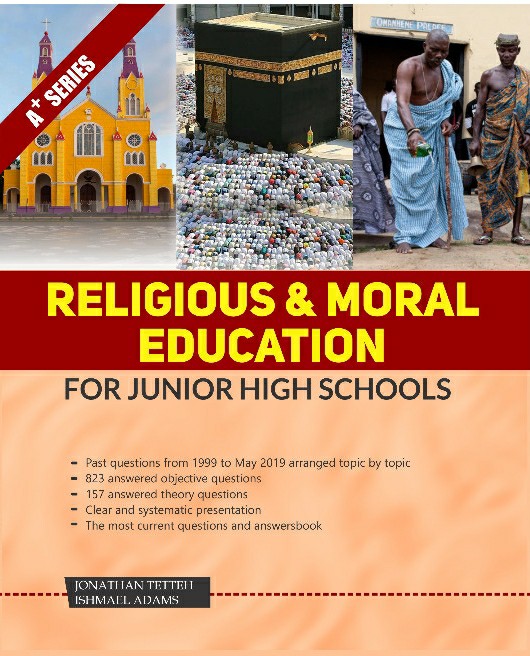 A+ SERIES
OMANHENE PALACE
RELIGIOUS & MORAL
EDUCATION
FOR JUNIOR HIGH SCHOOLS
- Past questions from 1999 to May 2019 arranged topic by topic
- 823 answered objective questions
- 157 answered theory questions
- Clear and systematic presentation
- The most current questions and answersbook
JONATHAN TETTEH
ISHMAEL ADAMS